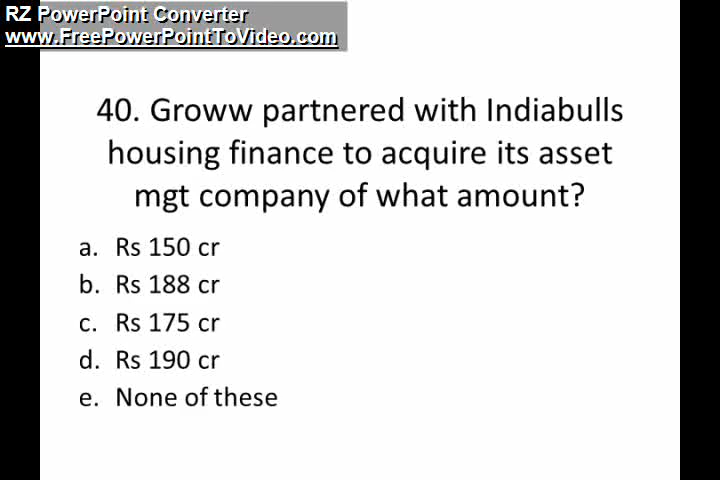 RZ PowerPoint Converter
www.FreePowerPointToVideo.com
40. Groww partnered with Indiabulls
housing finance to acquire its asset
mgt company of what amount?
a. Rs 150 cr
b. Rs 188 cr
c. Rs 175 cr
d. Rs 190 cr
e. None of these